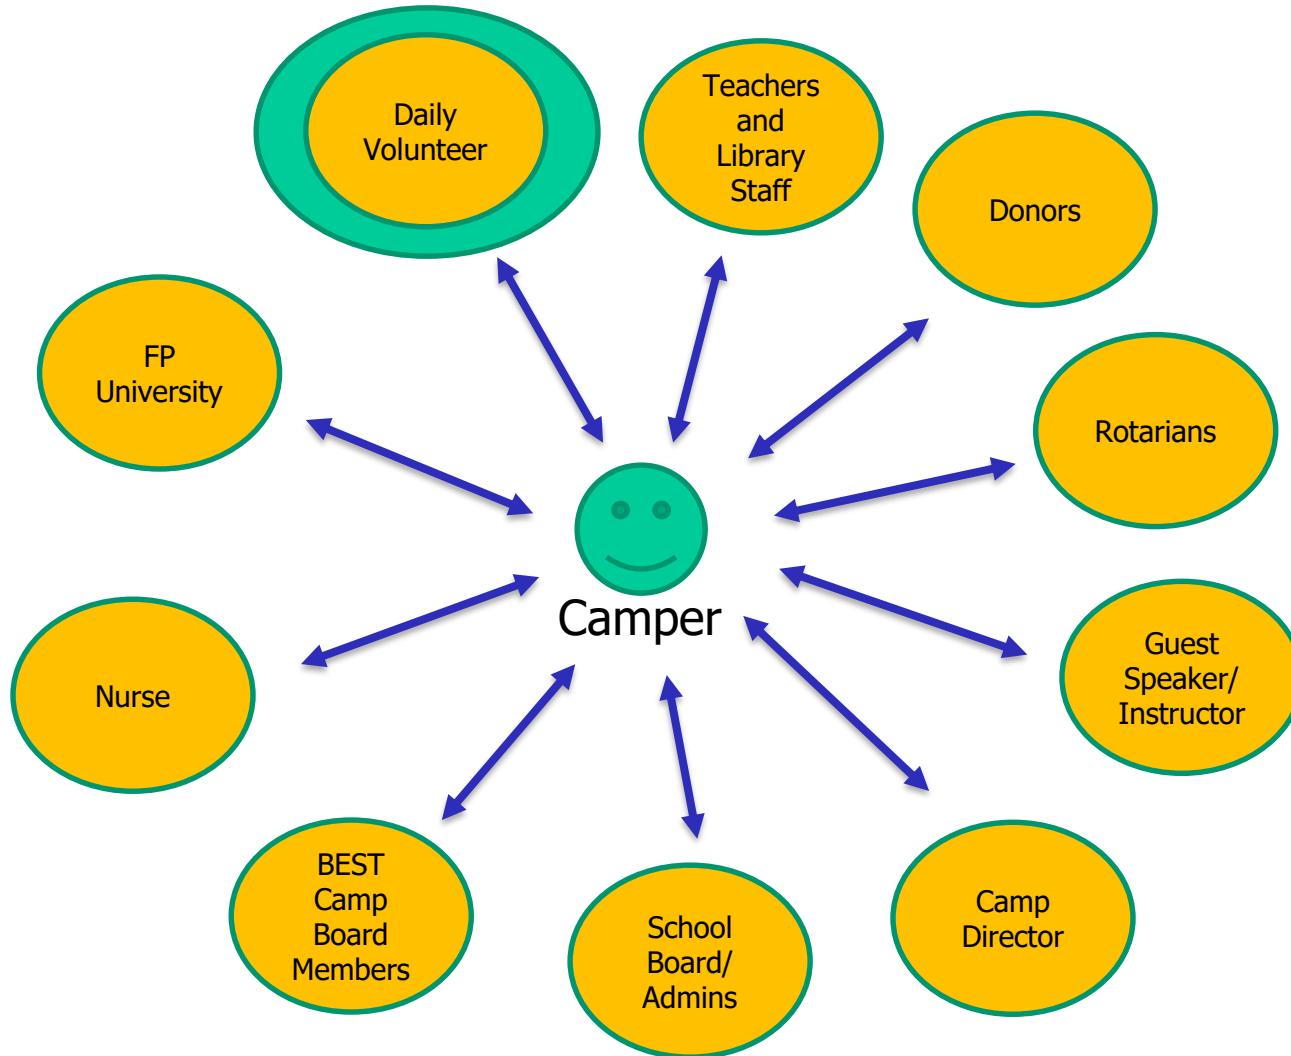 Daily
Volunteer
Teachers
and
Library
Staff
Donors
FP
University
Rotarians
Camper
Guest
Speaker/
Instructor
Nurse
BEST
Camp
Board
Members
School
Board/
Admins
Camp
Director